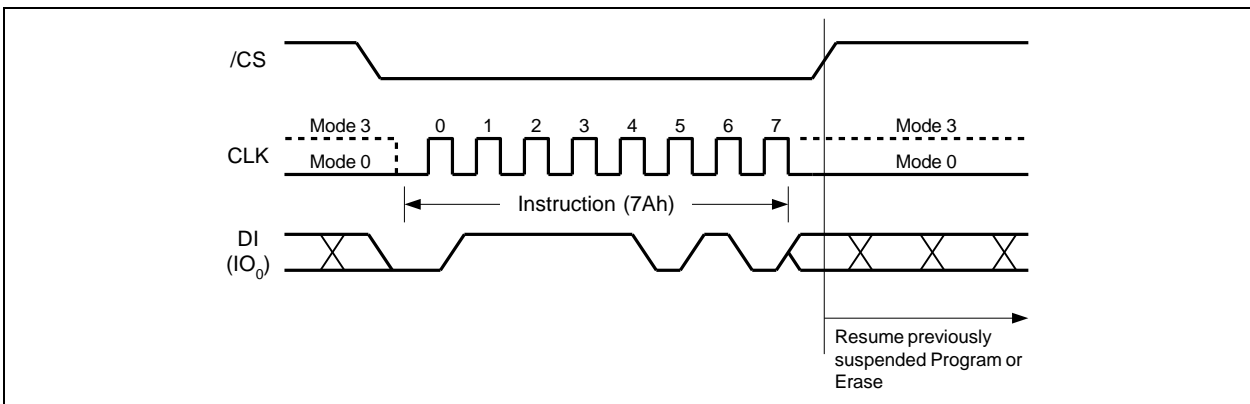 /CS
Mode 3 0 1 2 3 4 5 6 7 Mode 3
CLK
Mode 0 Mode 0
Instruction (7Ah)
DI
(IO0)
Resume previously
suspended Program or
Erase